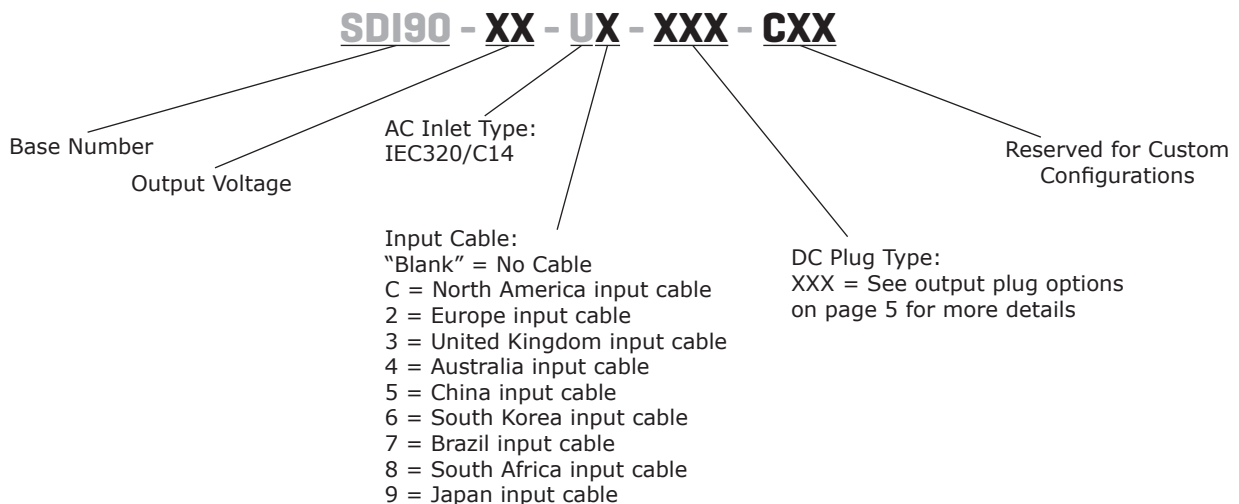 SDI90 - XX - UX - XXX - CXX
Base Number
Output Voltage
AC Inlet Type:
IEC320/C14
Input Cable:
“Blank” = No Cable
C = North America input cable
2 = Europe input cable
3 = United Kingdom input cable
4 = Australia input cable
5 = China input cable
6 = South Korea input cable
7 = Brazil input cable
8 = South Africa input cable
9 = Japan input cable
DC Plug Type:
XXX = See output plug options
on page 5 for more details
Reserved for Custom
Configurations